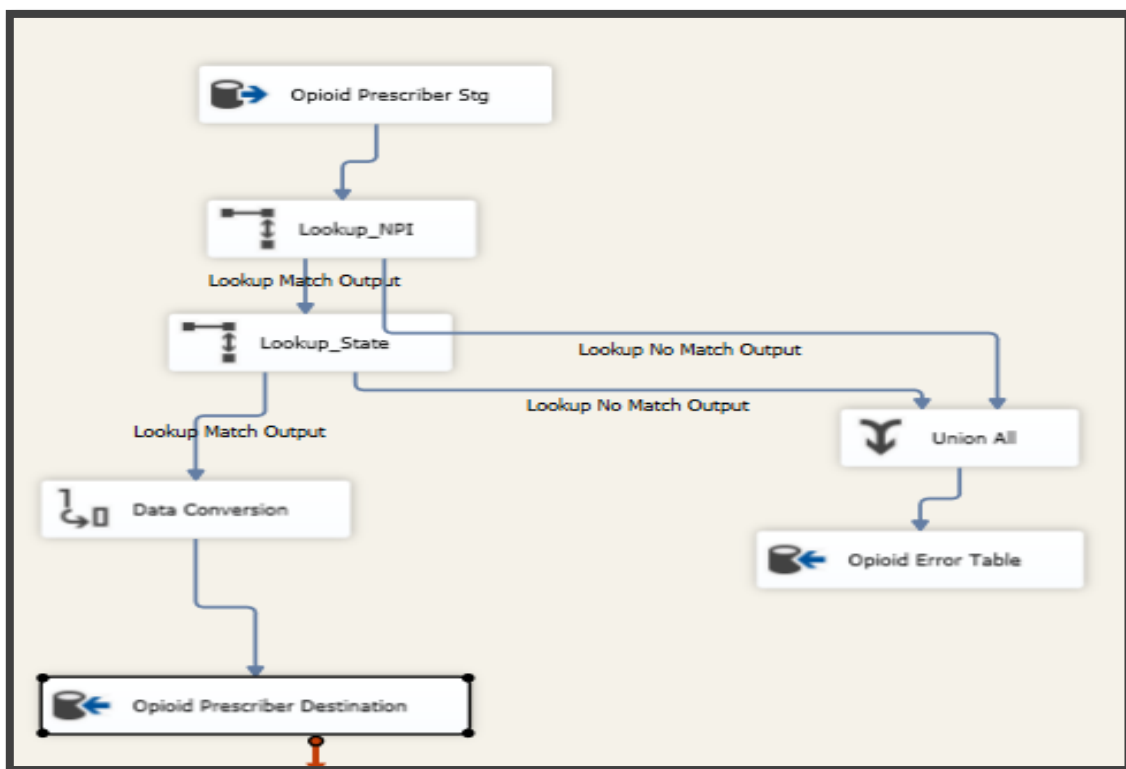 Opioid Prescriber Stg
Lookup_NPI
Lookup Match Output
Lookup_State
Lookup No Match Output
Lookup No Match Output
Lookup Match Output
Union All
Data Conversion
Opioid Error Table
Opioid Prescriber Destination